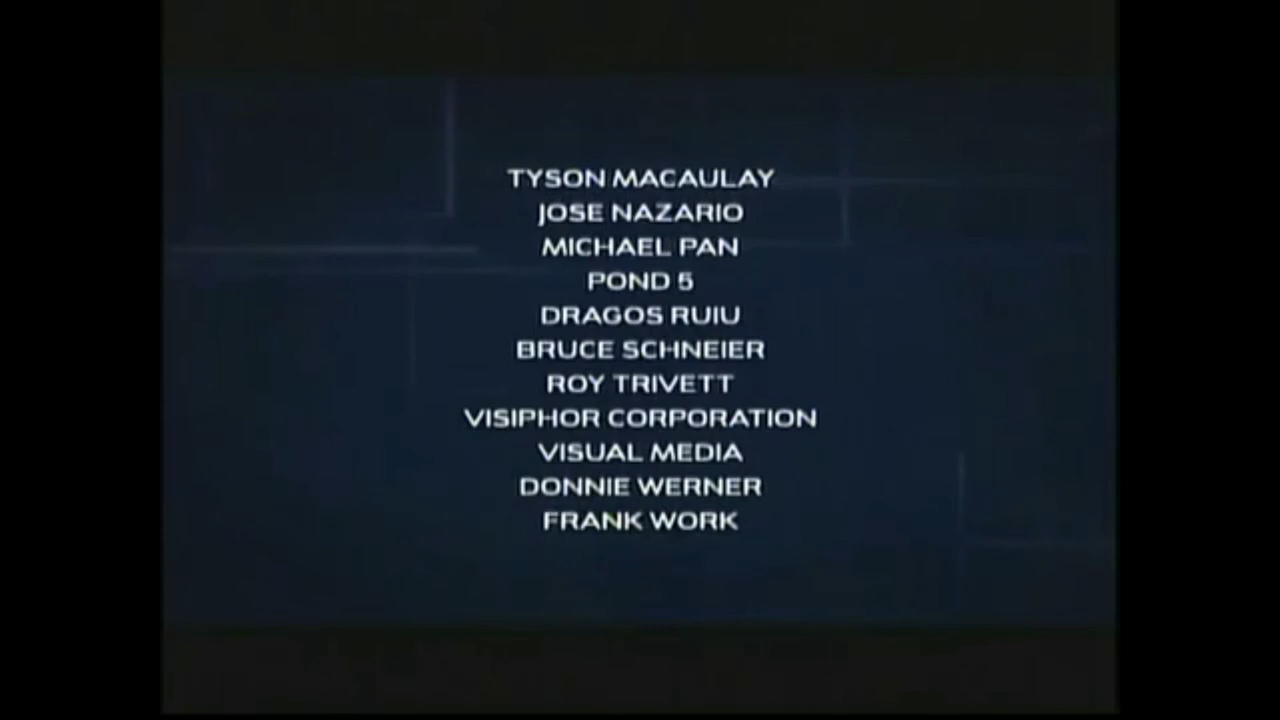 TYSON MACAULAY
JOSE NAZARIO
MICHAEL PAN
POND 5
DRAGOS RUIU
BRUCE SCHNEIER
ROY TRIVETT
VISIPHOR CORPORATION
VISUAL MEDIA
DONNIE WERNER
FRANK WORK